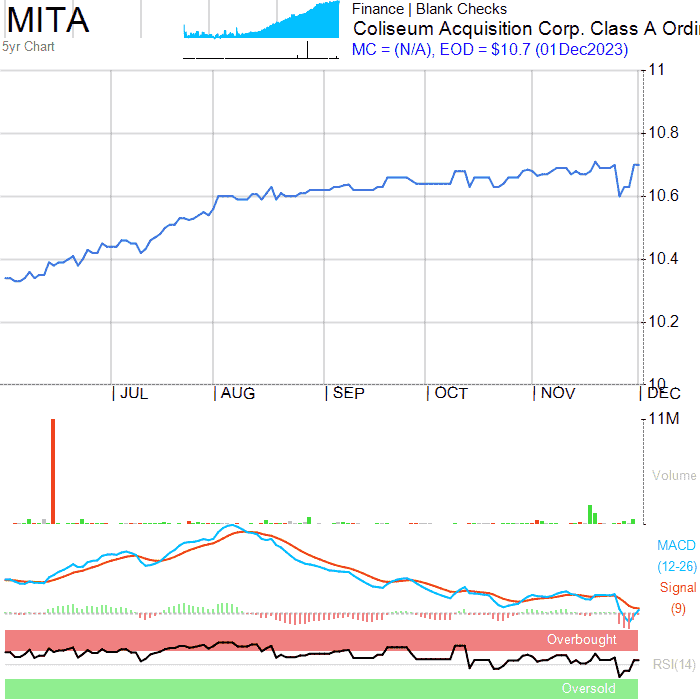 MITA
5yr Chart
Finance | Blank Checks
Coliseum Acquisition Corp. Class A Ordi
MC = (N/A), EOD = $10.7 (01Dec2023)
11
10.8
10.6
10.4
10.2
10
| JUL | AUG | SEP | OCT | NOV | DEC
11M
Volume
MACD
(12-26)
Signal
(9)
Overbought
RSI(14)
Oversold